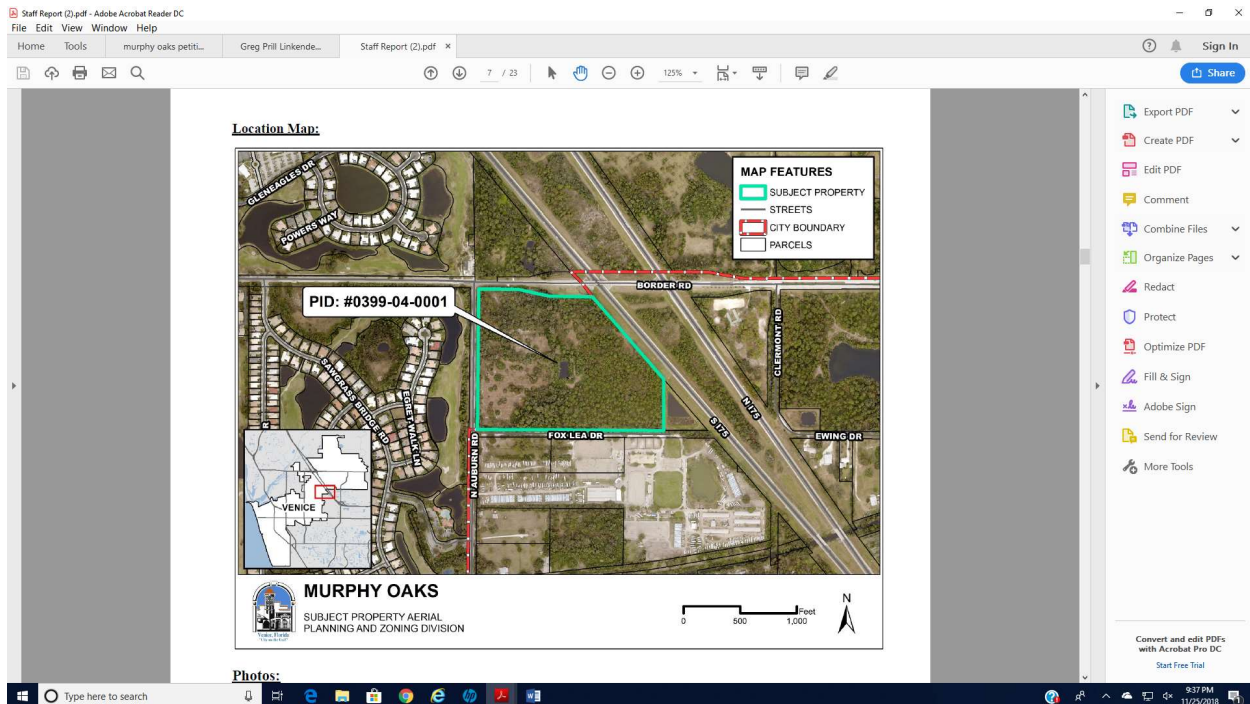 Staff Report (2).pdf - Adobe Acrobat Reader DC
File Edit View Window Help
Home Tools murphy oaks petiti... Greg Prill Linkende... Staff Report (2).pdf × Sign In
7 / 23 125% Share
Location Map:
GLENEAGLES DR
POWERS WAY
MAP FEATURES
SUBJECT PROPERTY
STREETS
CITY BOUNDARY
PARCELS
BORDER RD
PID: #0399-04-0001
CLERMONT RD
SAWGRASS BRIDGE RD
EGRET WALK LN
R
N AUBURN RD
FOX LEA DR
S I75
N I75
EWING DR
VENICE
MURPHY OAKS
SUBJECT PROPERTY AERIAL
PLANNING AND ZONING DIVISION
Venice, Florida
N
Feet
0 500 1,000
Photos:
Export PDF
Create PDF
Edit PDF
Comment
Combine Files
Organize Pages
Redact
Protect
Optimize PDF
Fill & Sign
Adobe Sign
Send for Review
More Tools
Convert and edit PDFs
with Acrobat Pro DC
Start Free Trial
Type here to search
9:37 PM
11/25/2018